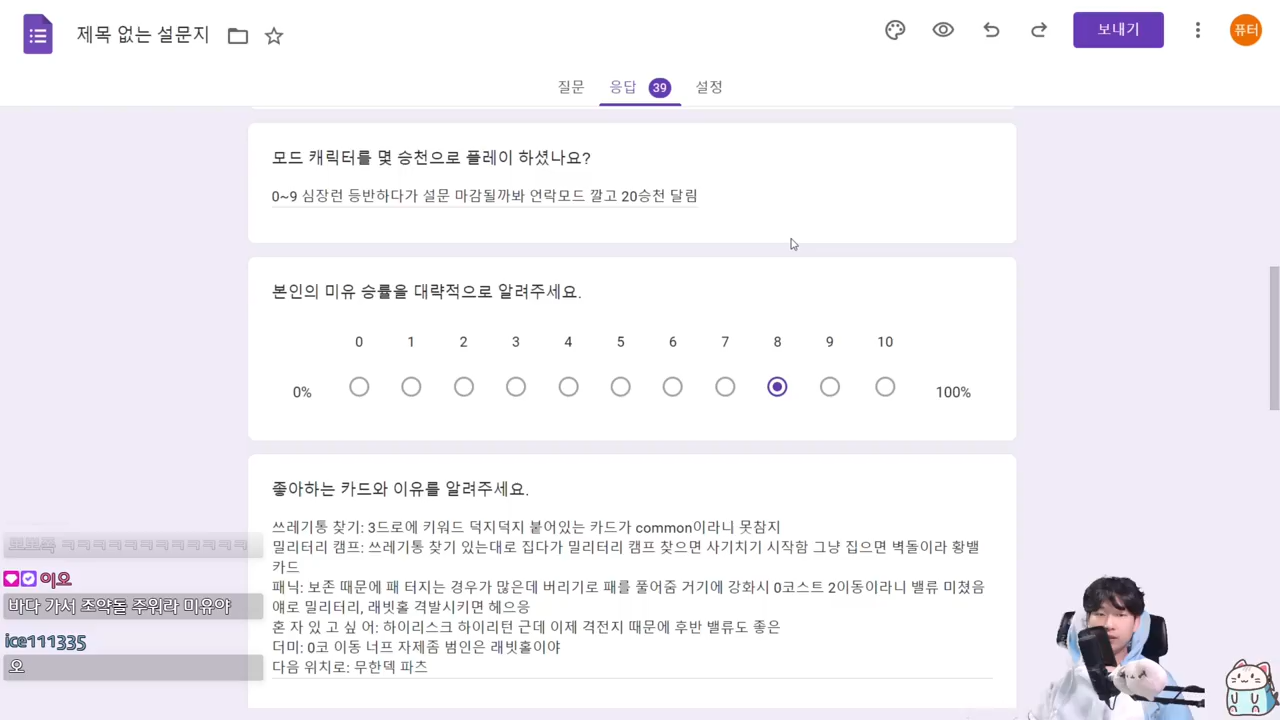 제목 없는 설문지
보내기
퓨터
질문
응답 39
설정
모드 캐릭터를 몇 승천으로 플레이 하셨나요?
0~9 심장런 등반하다가 설문 마감될까봐 언락모드 깔고 20승천 달림
본인의 미유 승률을 대략적으로 알려주세요.
0 1 2 3 4 5 6 7 8 9 10
0% 100%
좋아하는 카드와 이유를 알려주세요.
쓰레기통 찾기: 3드로에 키워드 덕지덕지 붙어있는 카드가 common이라니 못참지
밀리터리 캠프: 쓰레기통 찾기 있는대로 집다가 밀리터리 캠프 찾으면 사기치기 시작함 그냥 집으면 벽돌이라 황밸
카드
패닉: 보존 때문에 패 터지는 경우가 많은데 버리기로 패를 풀어줌 거기에 강화시 0코스트 2이동이라니 밸류 미쳤음
얘로 밀리터리, 래빗홀 격발시키면 헤으응
혼 자 있 고 싶 어: 하이리스크 하이리턴 근데 이제 격전지 때문에 후반 밸류도 좋은
더미: 0코 이동 너프 자제좀 범인은 래빗홀이야
다음 위치로: 무한덱 파츠
ㅋㅋㅋㅋㅋㅋㅋㅋㅋㅋㅋㅋ
이요
바다 가서 조약돌 주워라 미유야
ice111335
오